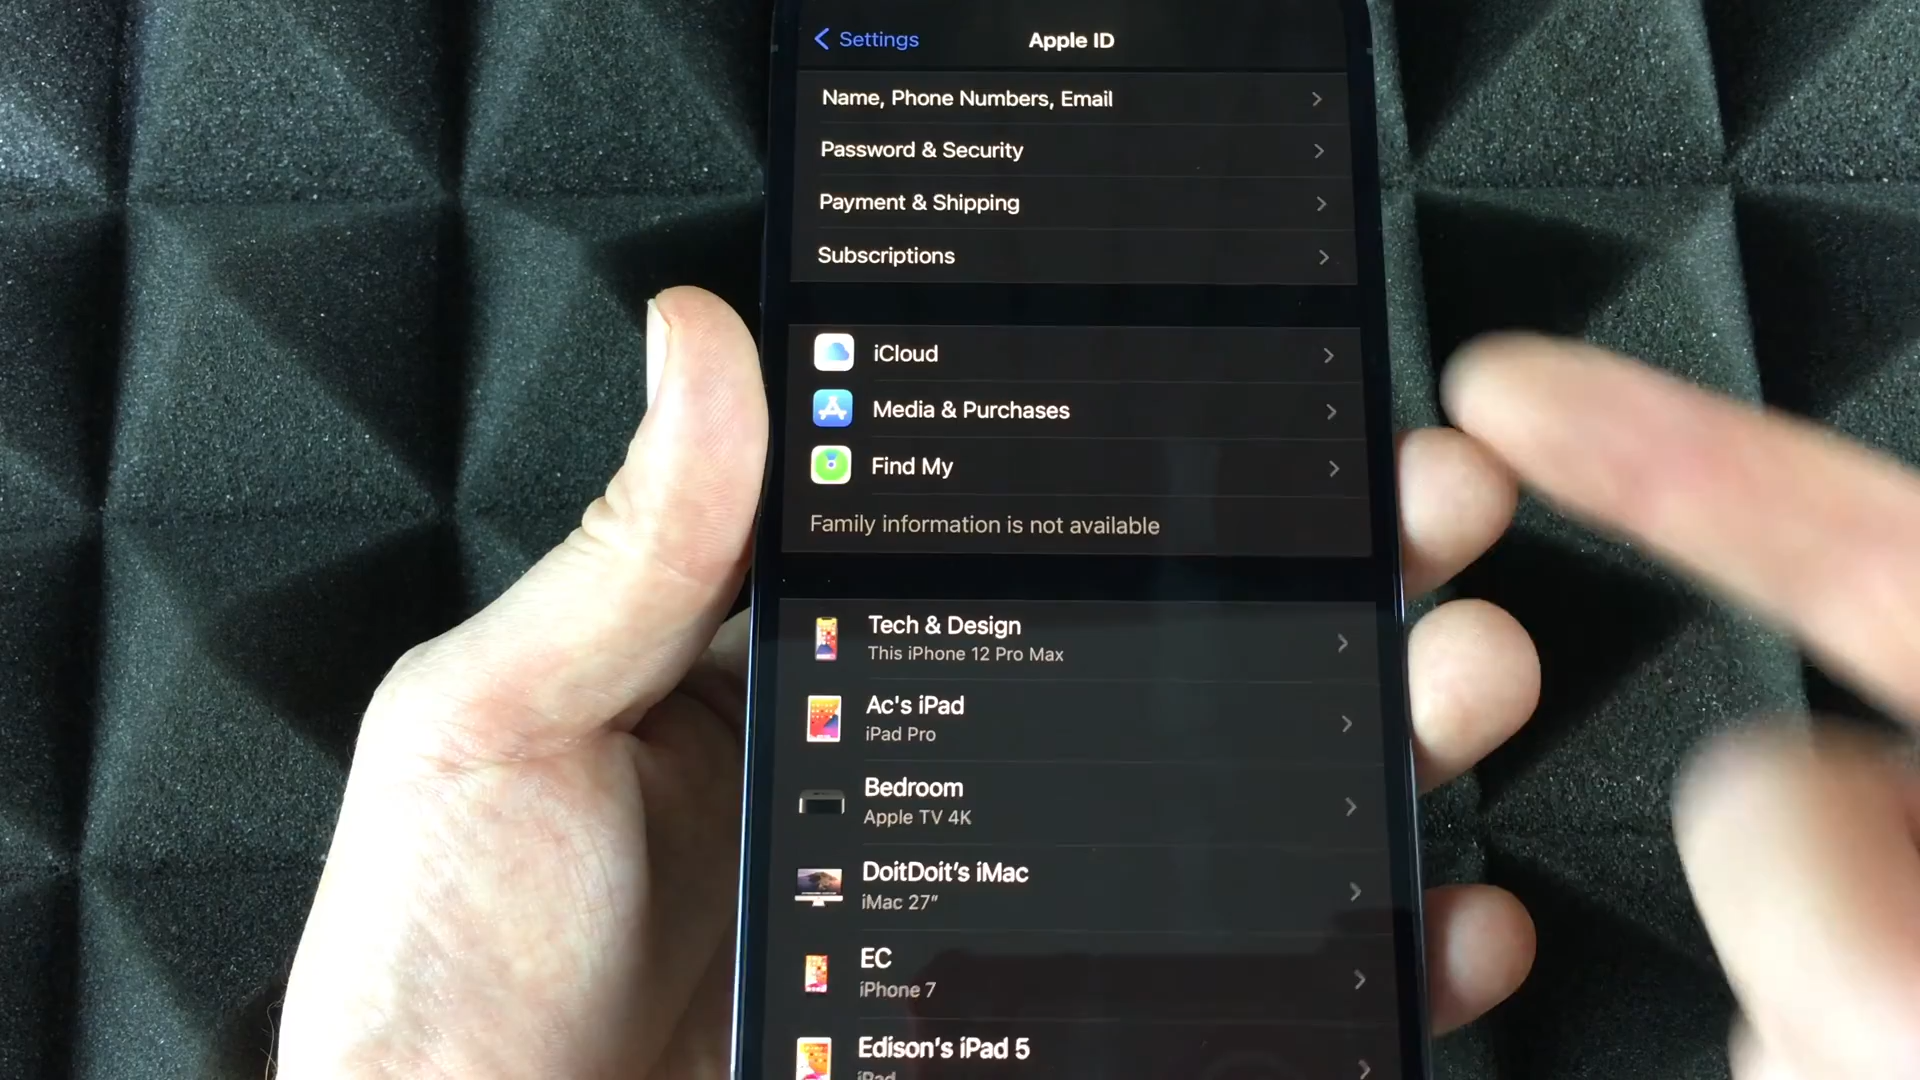 Settings
Apple ID
Name, Phone Numbers, Email
Password & Security
Payment & Shipping
Subscriptions
iCloud
Media & Purchases
Find My
Family information is not available
Tech & Design
This iPhone 12 Pro Max
Ac's iPad
iPad Pro
Bedroom
Apple TV 4K
DoitDoit’s iMac
iMac 27”
EC
iPhone 7
Edison’s iPad 5
iPad